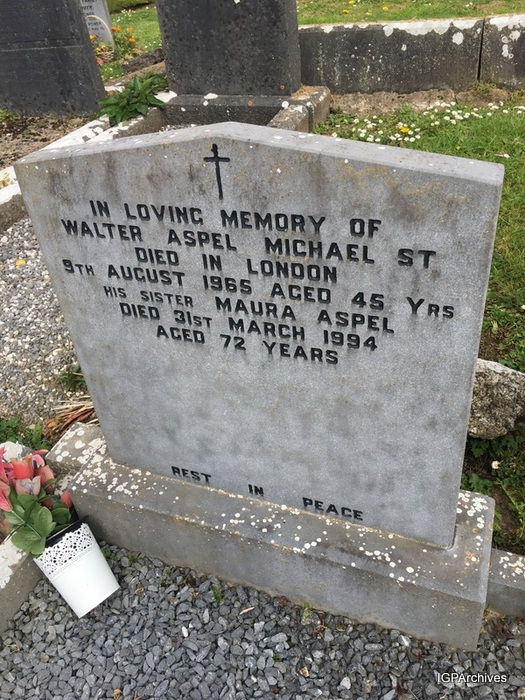 IN LOVING MEMORY OF
WALTER ASPEL MICHAEL ST
DIED IN LONDON
9TH AUGUST 1965 AGED 45 YRS
HIS SISTER MAURA ASPEL
DIED 31ST MARCH 1994
AGED 72 YEARS
REST IN PEACE
IGPArchives